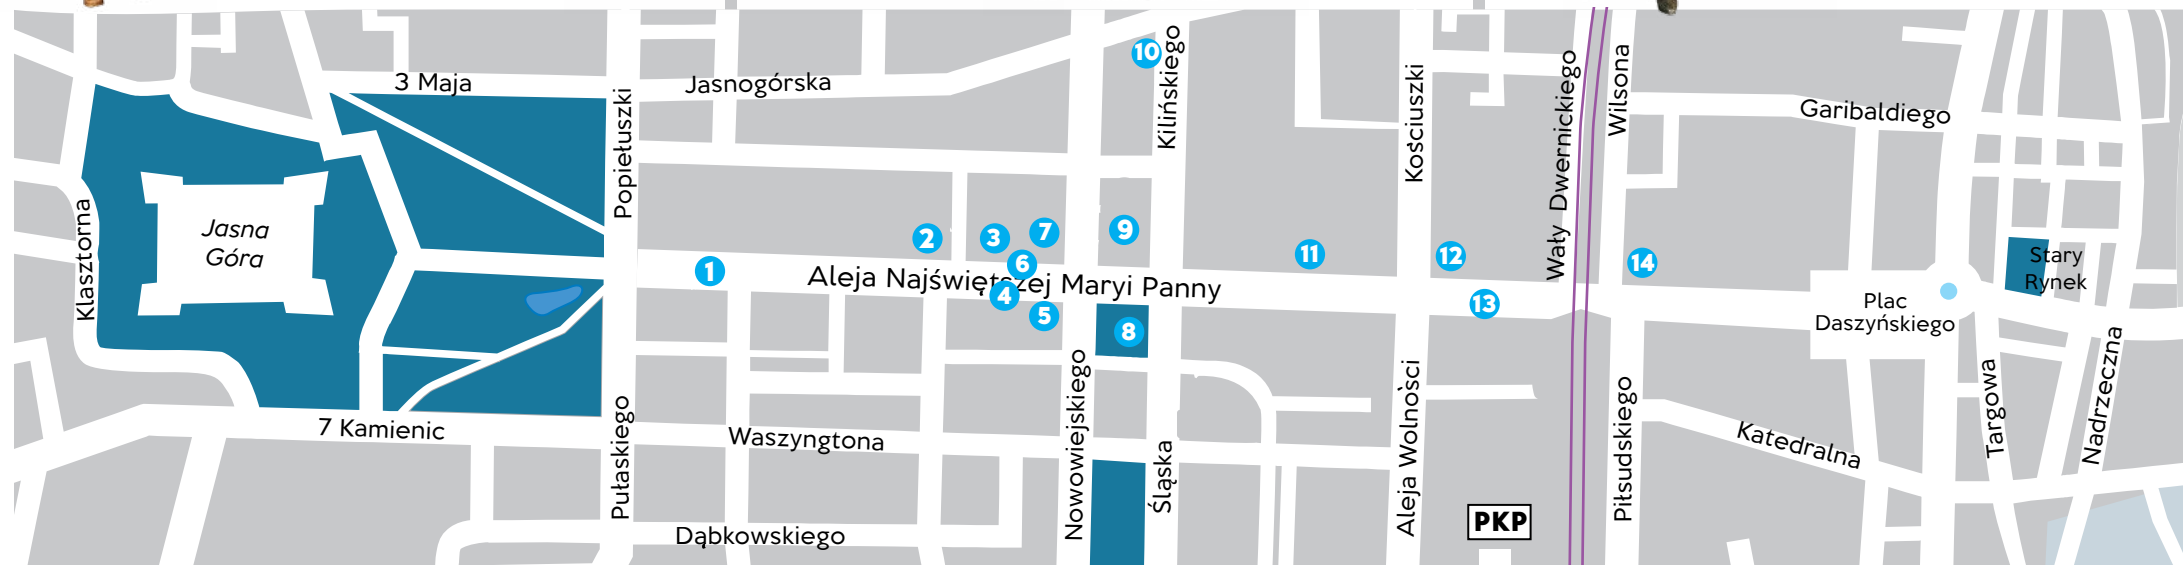 3 Maja
Jasnogórska
10
Kilińskiego
Popiełuszki
Kościuszki
Wały Dwernickiego
Wilsona
Garibaldiego
Klasztorna
Jasna
Góra
1
2
3
7
6
9
11
12
14
Aleja Najświętszej Maryi Panny
4
5
8
13
Stary
Rynek
Plac
Daszyńskiego
7 Kamienic
Pułaskiego
Waszyngtona
Nowowiejskiego
Śląska
Aleja Wolności
Piłsudskiego
Katedralna
Targowa
Nadrzeczna
Dąbkowskiego
PKP